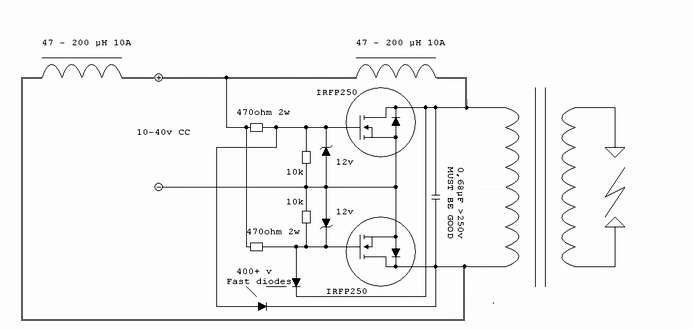 47 - 200 µH 10A
47 - 200 µH 10A
IRFP250
470ohm 2w
10-40v CC
12v
10k
0,68µF >250v
MUST BE GOOD
10k
12v
470ohm 2w
400+ v
Fast diodes
IRFP250